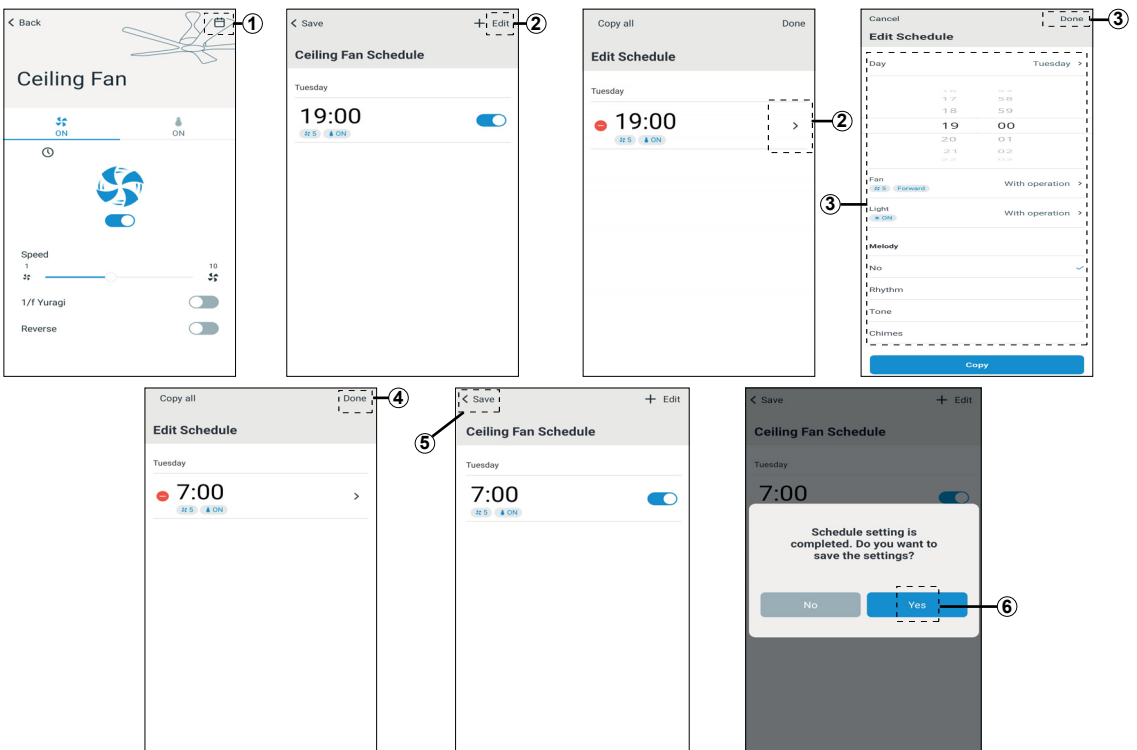 Back
1
Ceiling Fan
ON
ON
Speed
1
10
1/f Yuragi
Reverse
Save
+ Edit
2
Ceiling Fan Schedule
Tuesday
19:00
5 ON
Copy all
Done
Edit Schedule
Tuesday
19:00
5 ON
2
Cancel
Done
3
Edit Schedule
Day
Tuesday >
17 58
18 59
19 00
20 01
21 02
Fan
5 Forward
With operation >
Light
ON
With operation >
3
Melody
No
Rhythm
Tone
Chimes
Copy
Copy all
Done
4
Edit Schedule
Tuesday
7:00
5 ON
Save
+ Edit
5
Ceiling Fan Schedule
Tuesday
7:00
5 ON
Save
+ Edit
Ceiling Fan Schedule
Tuesday
7:00
Schedule setting is
completed. Do you want to
save the settings?
No
Yes
6